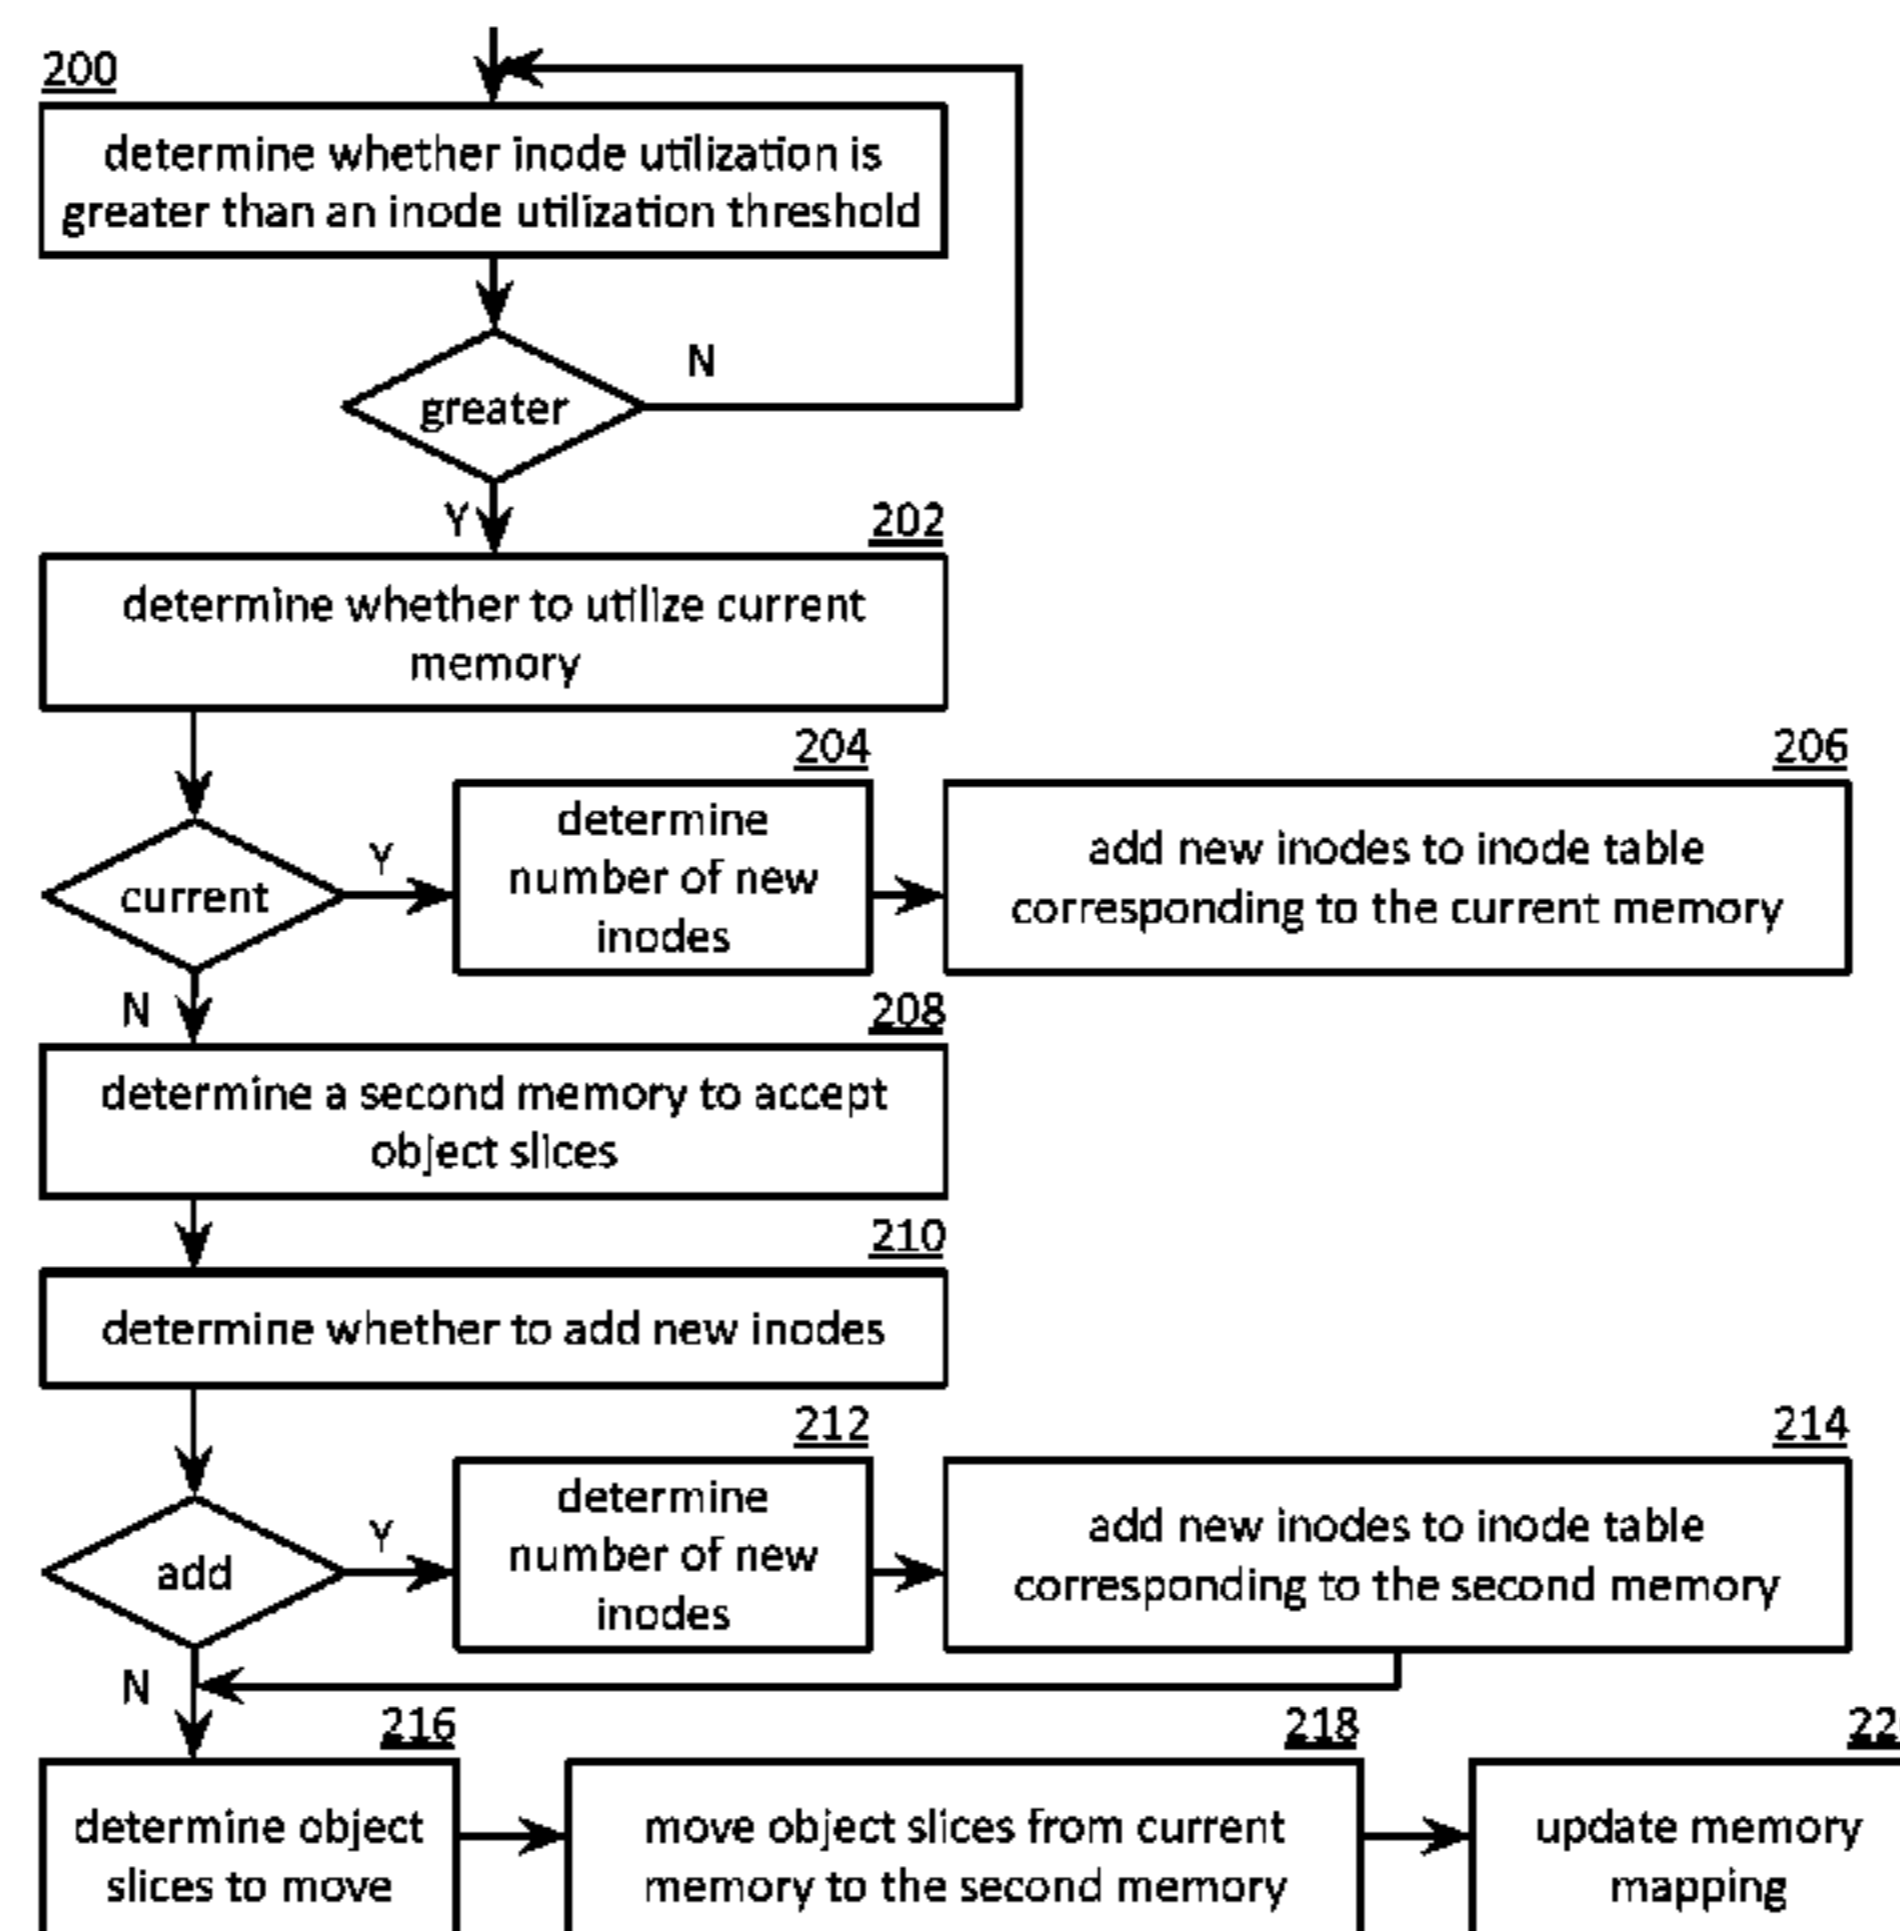 200
determine whether inode utilization is
greater than an inode utilization threshold
N
greater
Y
202
determine whether to utilize current
memory
204
206
determine
number of new
inodes
add new inodes to inode table
corresponding to the current memory
current
Y
N
208
determine a second memory to accept
object slices
210
determine whether to add new inodes
212
214
determine
number of new
inodes
add new inodes to inode table
corresponding to the second memory
add
Y
N
216
218
determine object
slices to move
move object slices from current
memory to the second memory
update memory
mapping